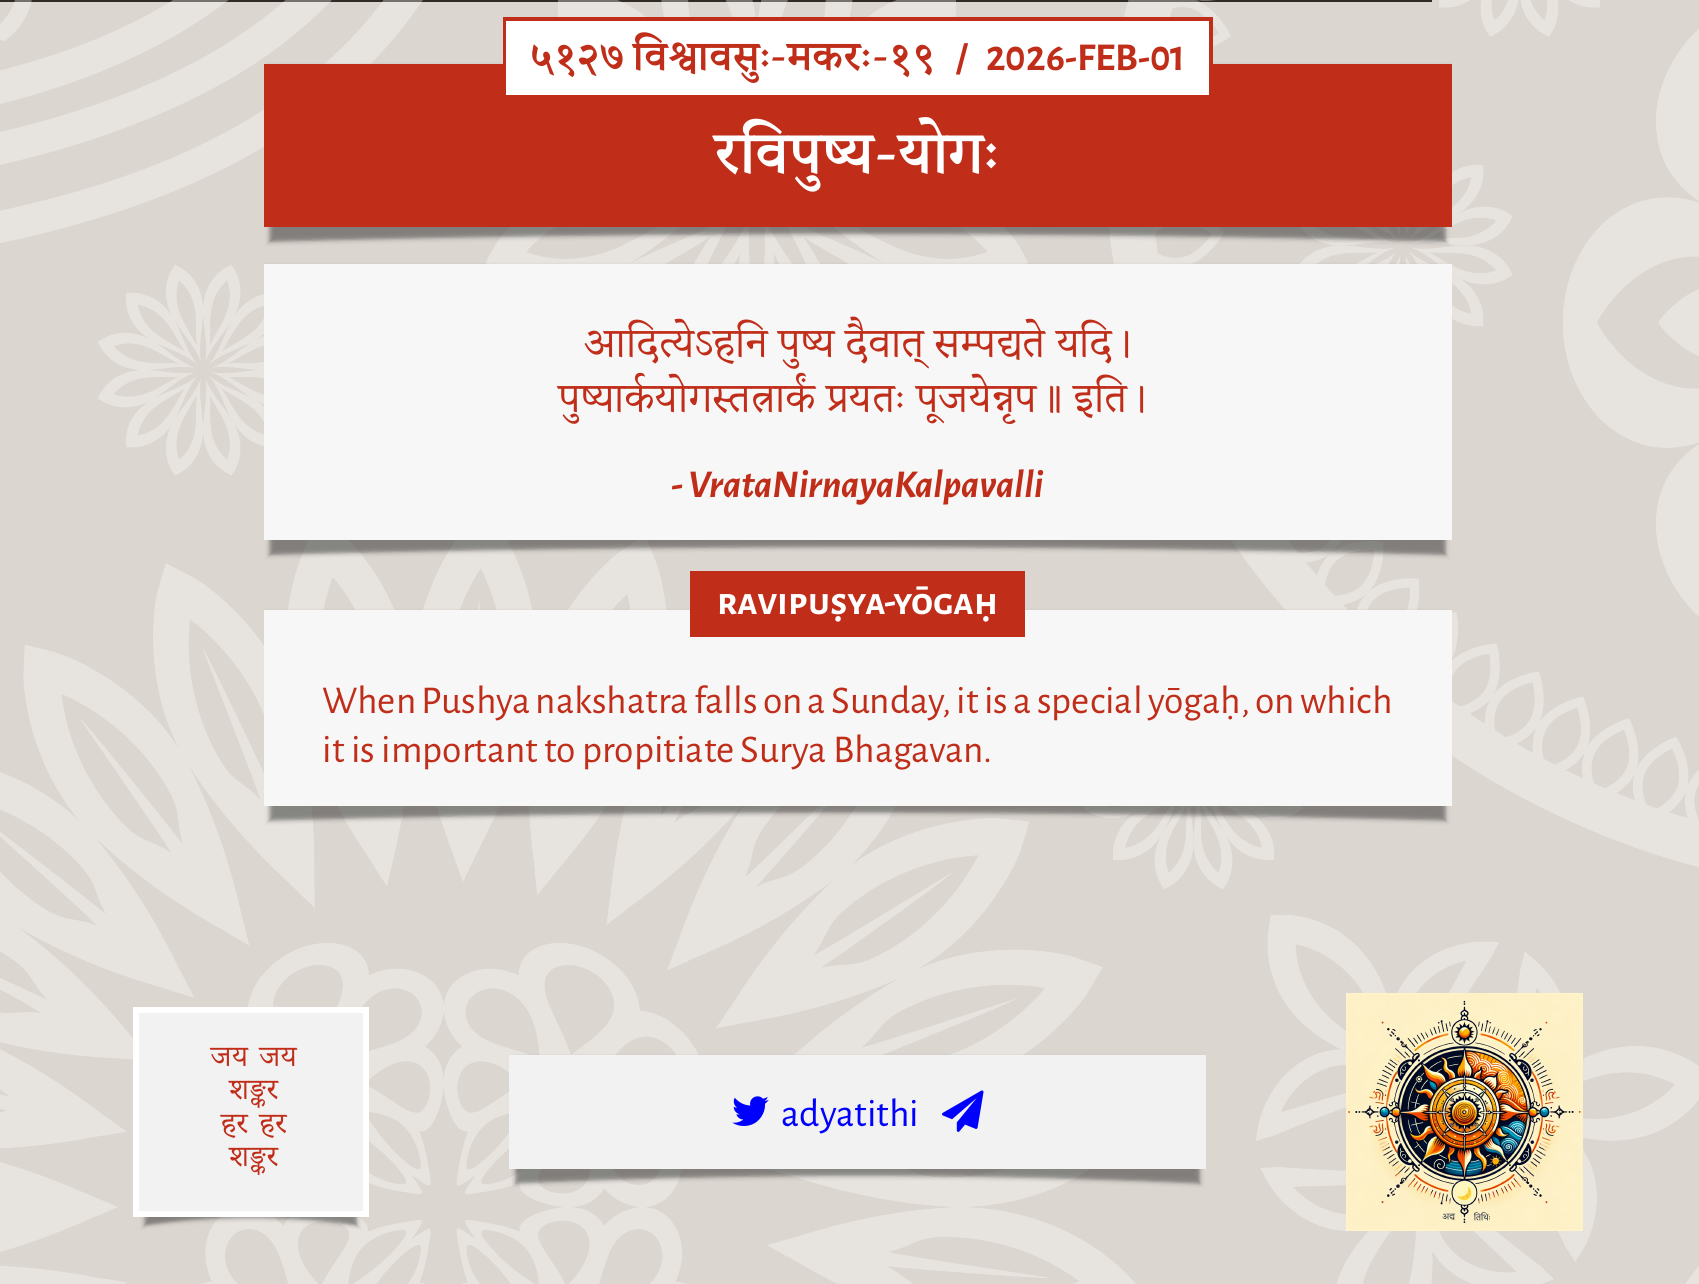 ५१२७ विश्वावसुः-मकरः-१९ / 2026-FEB-01
रविपुष्य-योगः
आदित्येऽहनि पुष्य दैवात् सम्पद्यते यदि।
पुष्यार्कयोगस्तत्रार्कं प्रयतः पूजयेन्नृप॥ इति।
- VrataNirnayaKalpavalli
RAVIPUṢYA-YŌGAḤ
When Pushya nakshatra falls on a Sunday, it is a special yōgaḥ, on which
it is important to propitiate Surya Bhagavan.
जय जय
शङ्कर
हर हर
शङ्कर
adyatithi
अद्य तिथिः